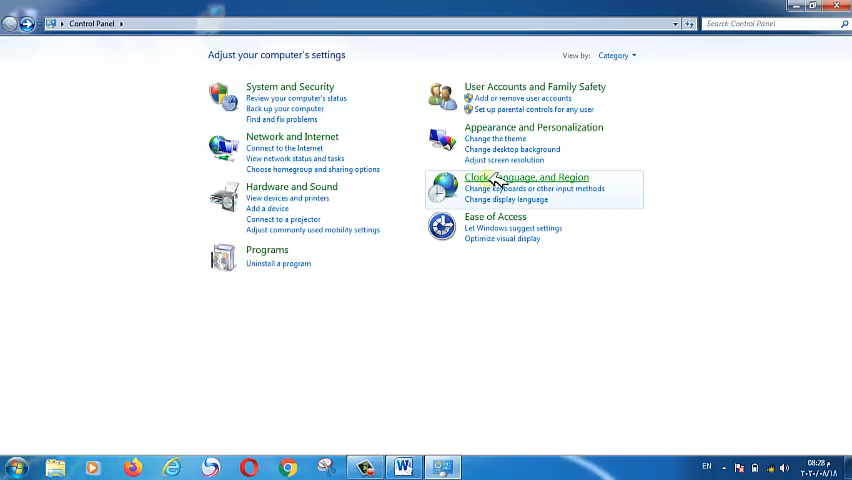 Control Panel
Search Control Panel
Adjust your computer's settings
View by:
Category
System and Security
Review your computer's status
Back up your computer
Find and fix problems
Network and Internet
Connect to the Internet
View network status and tasks
Choose homegroup and sharing options
Hardware and Sound
View devices and printers
Add a device
Connect to a projector
Adjust commonly used mobility settings
Programs
Uninstall a program
User Accounts and Family Safety
Add or remove user accounts
Set up parental controls for any user
Appearance and Personalization
Change the theme
Change desktop background
Adjust screen resolution
Clock, Language, and Region
Change keyboards or other input methods
Change display language
Ease of Access
Let Windows suggest settings
Optimize visual display
EN
08:28 م
٢٠٢٠/٠٨/١٨